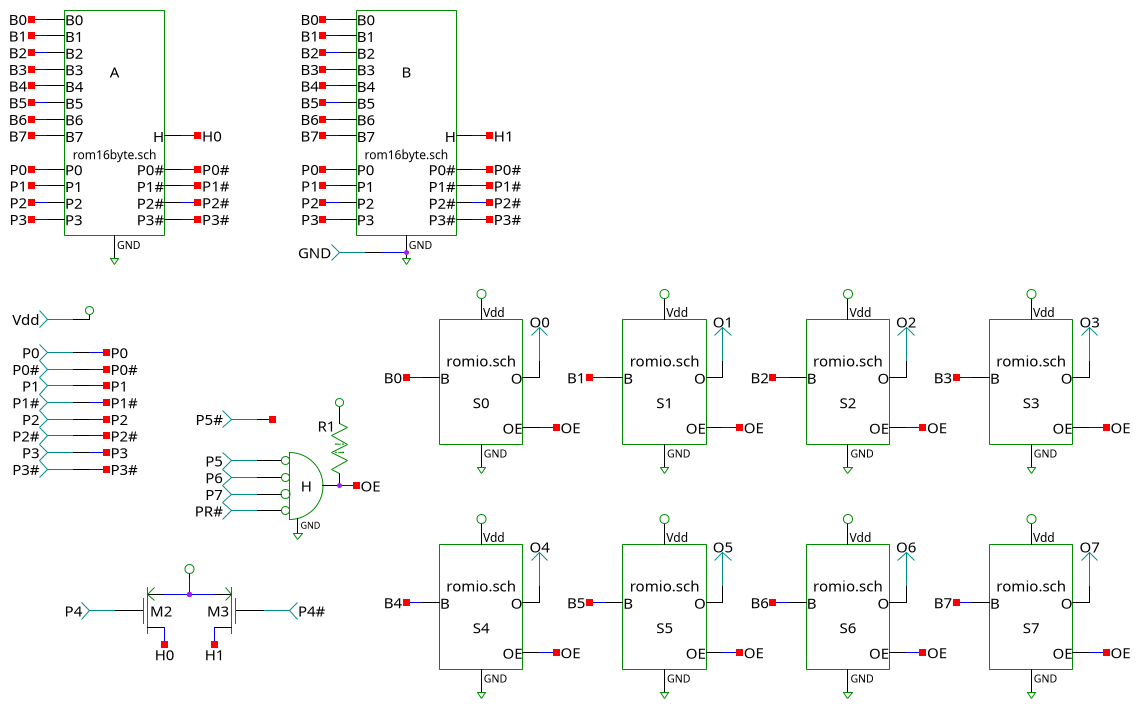 B0 B0 B0 B0
B1 B1 B1 B1
B2 B2 B2 B2
B3 B3 B3 B3
A B
B4 B4 B4 B4
B5 B5 B5 B5
B6 B6 B6 B6
B7 B7 H H0 B7 B7 H H1
rom16byte.sch rom16byte.sch
P0 P0 P0# P0# P0 P0 P0# P0#
P1 P1 P1# P1# P1 P1 P1# P1#
P2 P2 P2# P2# P2 P2 P2# P2#
P3 P3 P3# P3# P3 P3 P3# P3#
GND GND
GND
Vdd
P0 P0
P0# P0#
P1 P1
P1# P1#
P2 P2
P2# P2#
P3 P3
P3# P3#
P5#
R1
P5
P6
P7
PR#
H OE
GND
P4 M2 M3 P4#
H0 H1
Vdd Vdd Vdd Vdd
O0 O1 O2 O3
romio.sch romio.sch romio.sch romio.sch
B0 B O B1 B O B2 B O B3 B O
S0 S1 S2 S3
OE OE OE OE OE OE OE OE
GND GND GND GND
Vdd Vdd Vdd Vdd
O4 O5 O6 O7
romio.sch romio.sch romio.sch romio.sch
B4 B O B5 B O B6 B O B7 B O
S4 S5 S6 S7
OE OE OE OE OE OE OE OE
GND GND GND GND